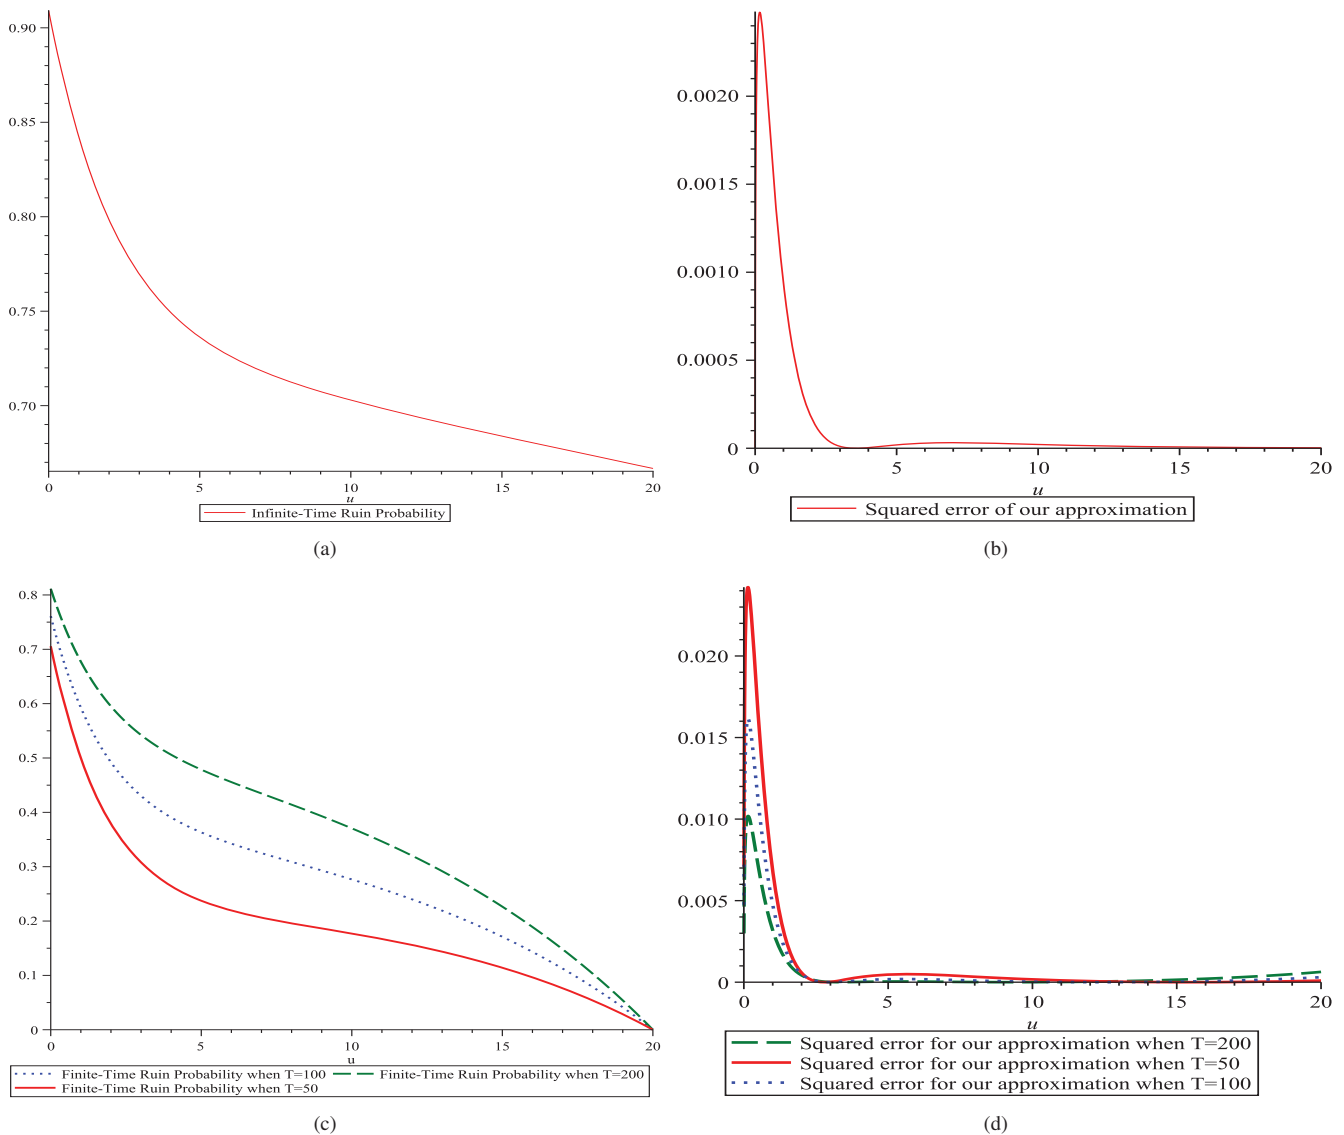 0.90
0.85
0.80
0.75
0.70
0 5 10 15 20
u
Infinite-Time Ruin Probability
(a)
0.0020
0.0015
0.0010
0.0005
0
0 5 10 15 20
u
Squared error of our approximation
(b)
0.8
0.7
0.6
0.5
0.4
0.3
0.2
0.1
0
0 5 10 15 20
u
Finite-Time Ruin Probability when T=100 Finite-Time Ruin Probability when T=200
Finite-Time Ruin Probability when T=50
(c)
0.020
0.015
0.010
0.005
0
0 5 10 15 20
u
Squared error for our approximation when T=200
Squared error for our approximation when T=50
Squared error for our approximation when T=100
(d)